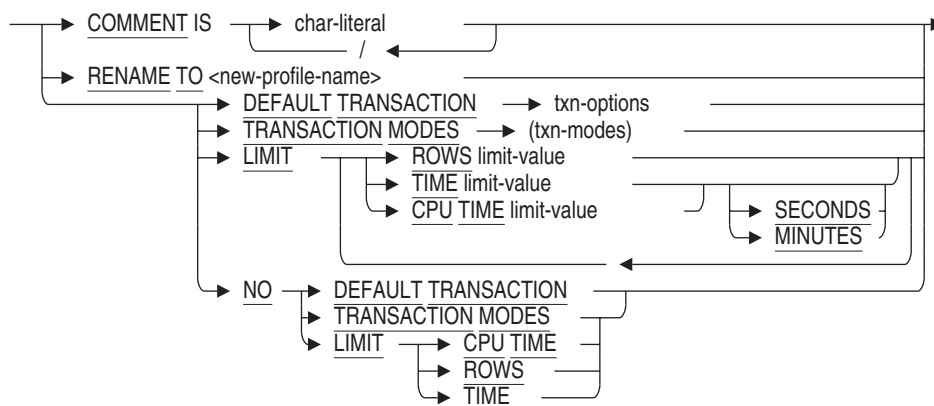 COMMENT IS char-literal
/
RENAME TO <new-profile-name>
DEFAULT TRANSACTION txn-options
TRANSACTION MODES (txn-modes)
LIMIT ROWS limit-value
TIME limit-value
CPU TIME limit-value SECONDS
MINUTES
NO DEFAULT TRANSACTION
TRANSACTION MODES
LIMIT CPU TIME
ROWS
TIME